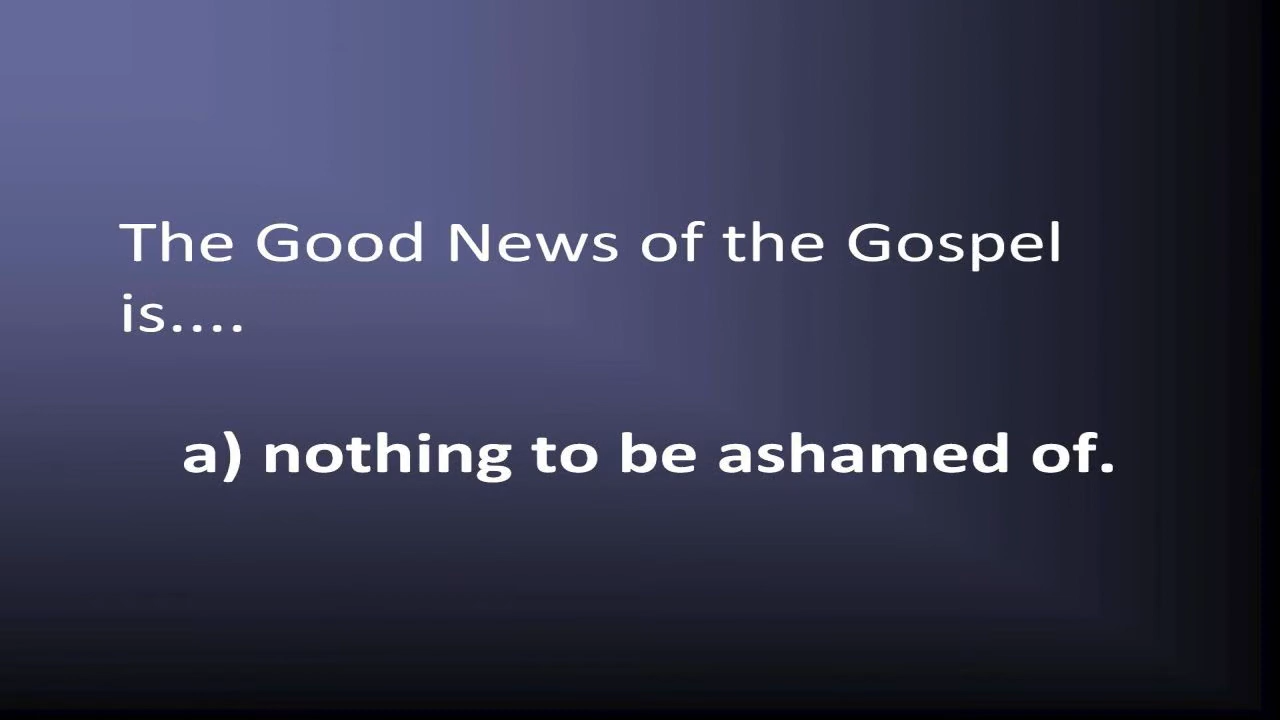 The Good News of the Gospel
is....
a) nothing to be ashamed of.